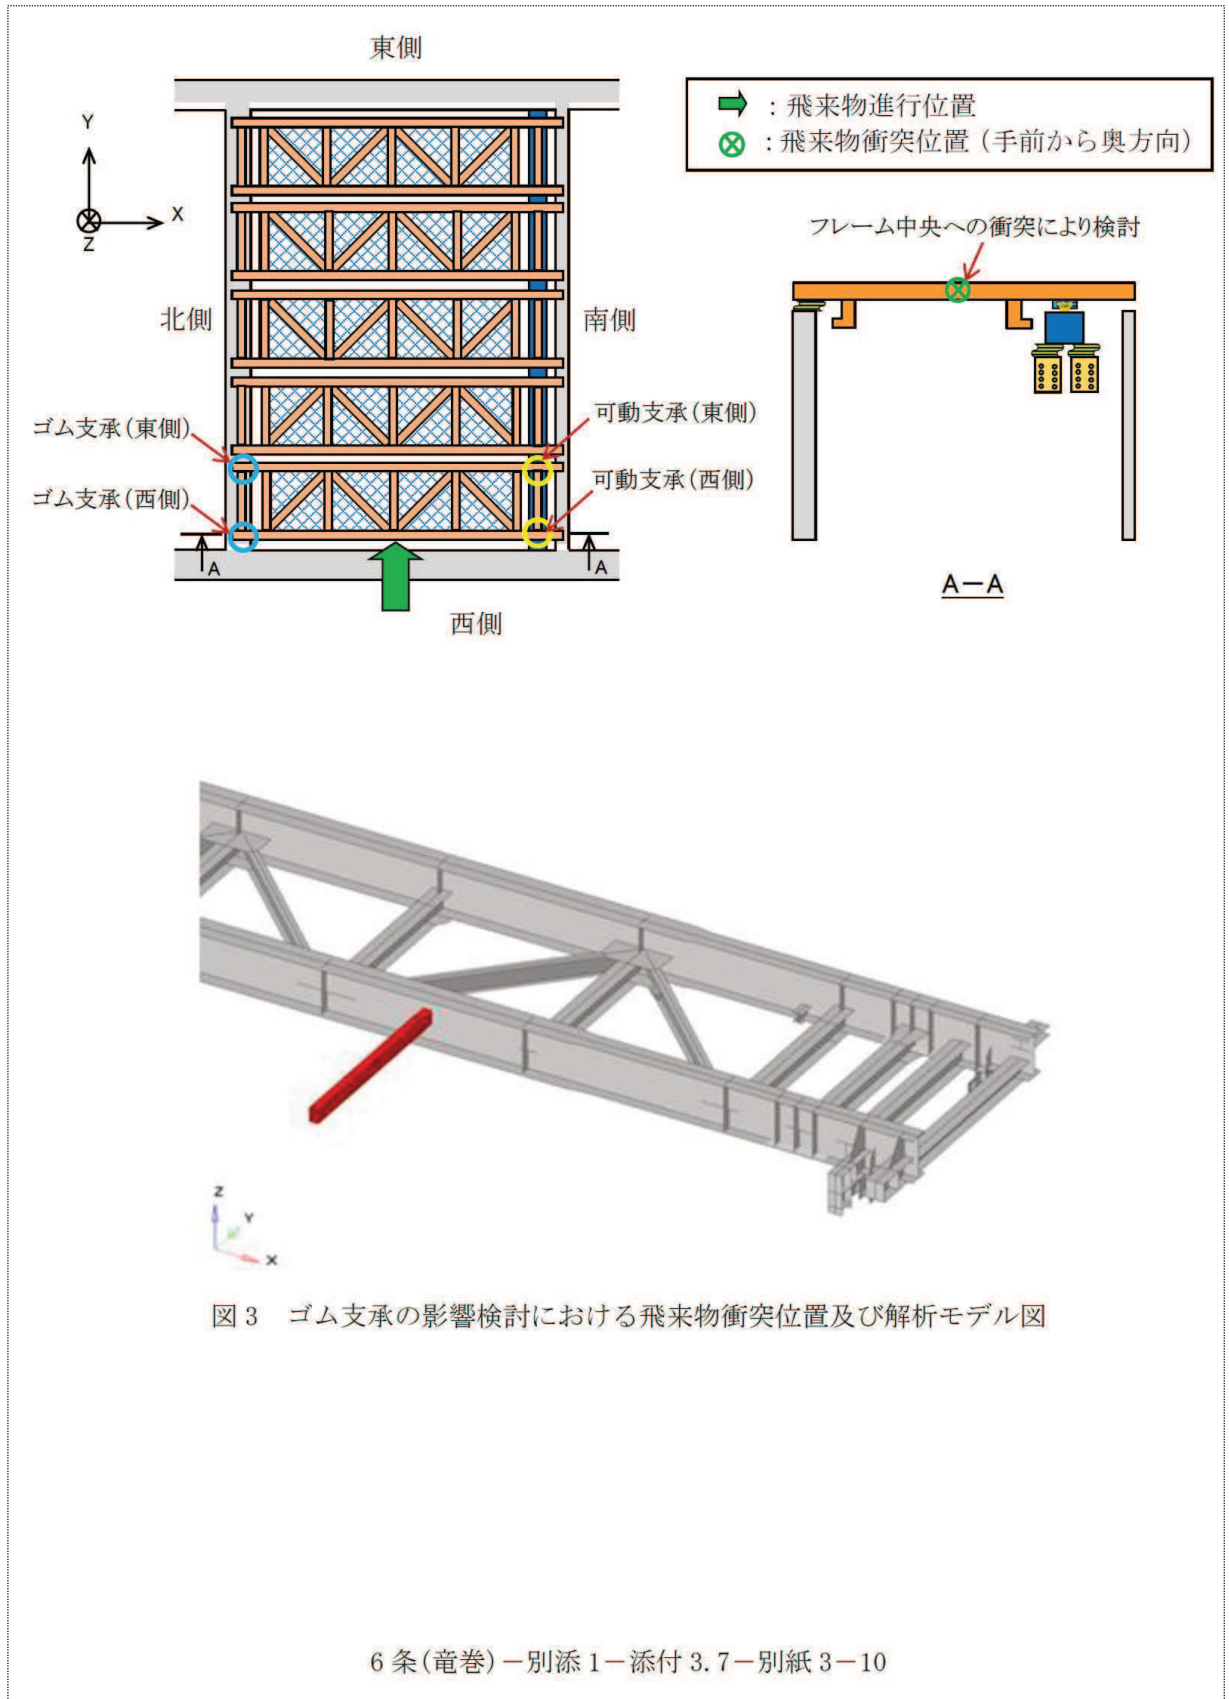 東側
Y
X
Z
北側
南側
ゴム支承(東側)
ゴム支承(西側)
可動支承(東側)
可動支承(西側)
A
A
西側
：飛来物進行位置
：飛来物衝突位置(手前から奥方向)
フレーム中央への衝突により検討
A－A
Z
Y
X
図3　ゴム支承の影響検討における飛来物衝突位置及び解析モデル図
6条(竜巻)－別添1－添付3.7－別紙3－10